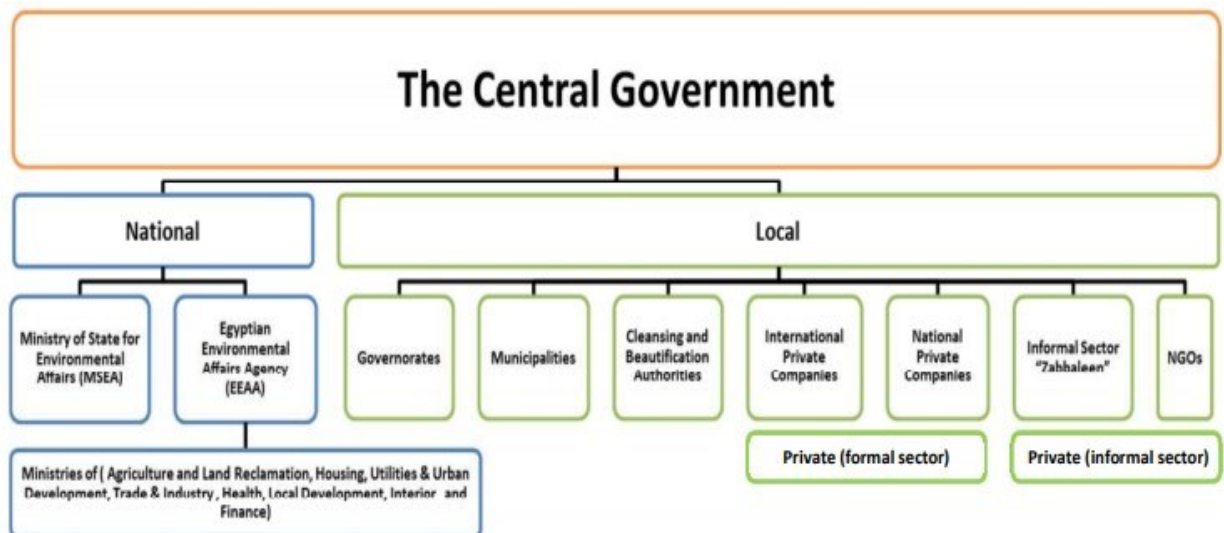 The Central Government
National
Local
Ministry of State for
Environmental
Affairs (MSEA)
Egyptian
Environmental
Affairs Agency
(EEAA)
Governorates
Municipalities
Cleansing and
Beautification
Authorities
International
Private
Companies
National
Private
Companies
Informal Sector
“Zabbaleen”
NGOs
Ministries of ( Agriculture and Land Reclamation, Housing, Utilities & Urban
Development, Trade & Industry , Health, Local Development, Interior and
Finance)
Private (formal sector)
Private (informal sector)